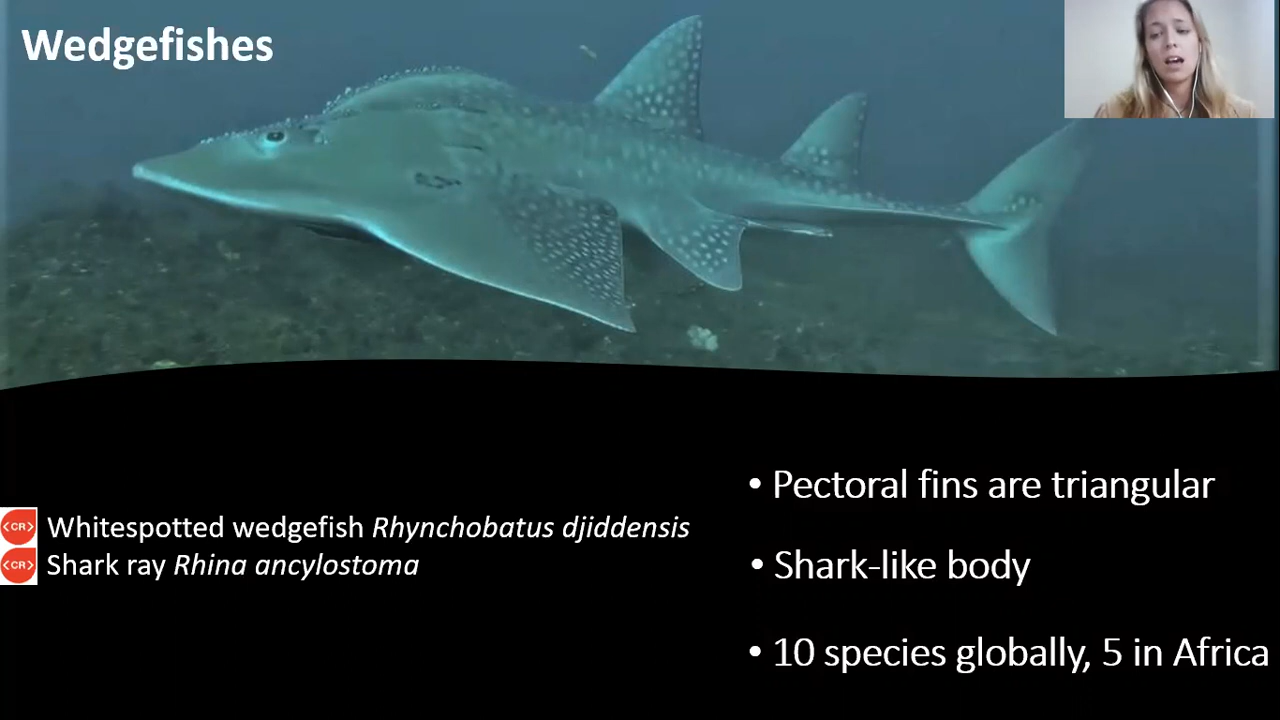 Wedgefishes
<CR> Whitespotted wedgefish Rhynchobatus djiddensis
<CR> Shark ray Rhina ancylostoma
• Pectoral fins are triangular
• Shark-like body
• 10 species globally, 5 in Africa